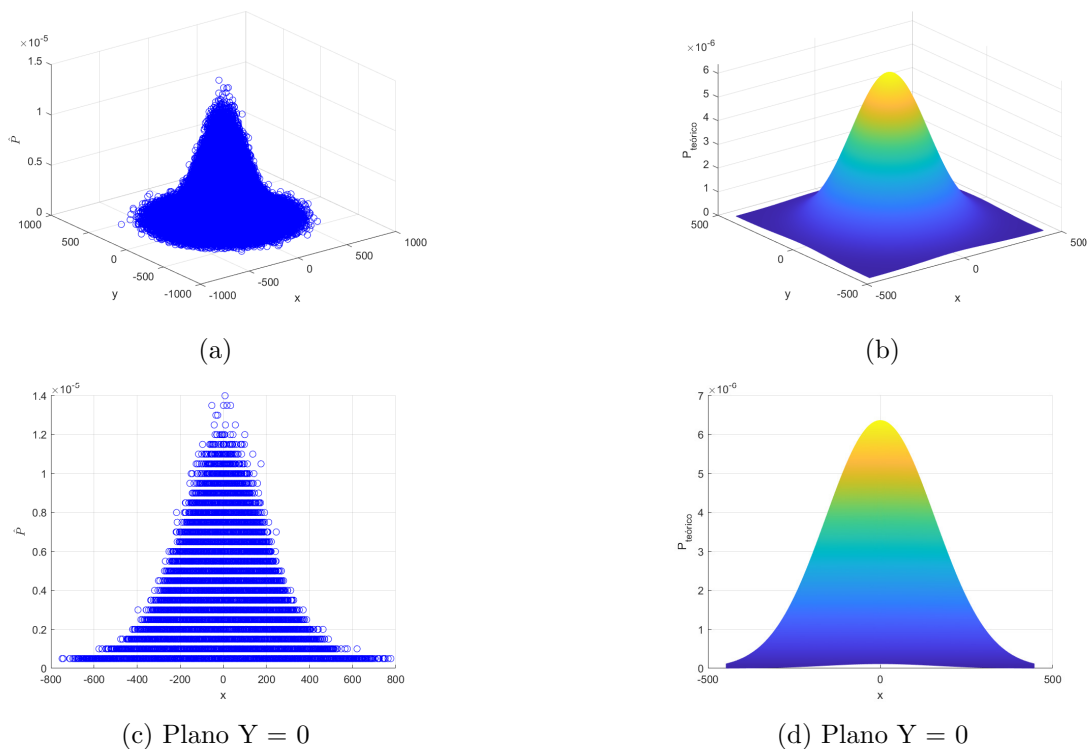 ×10⁻⁵
1.5
1
0.5
0
P̂
1000
500
0
-500
-1000
y
-1000
-500
0
500
1000
x
(a)
×10⁻⁶
6
5
4
3
2
1
0
P_teórico
500
0
-500
y
-500
0
500
x
(b)
×10⁻⁵
1.4
1.2
1
0.8
0.6
0.4
0.2
0
P̂
-800 -600 -400 -200 0 200 400 600 800
x
(c) Plano Y = 0
×10⁻⁶
7
6
5
4
3
2
1
0
P_teórico
-500 0 500
x
(d) Plano Y = 0